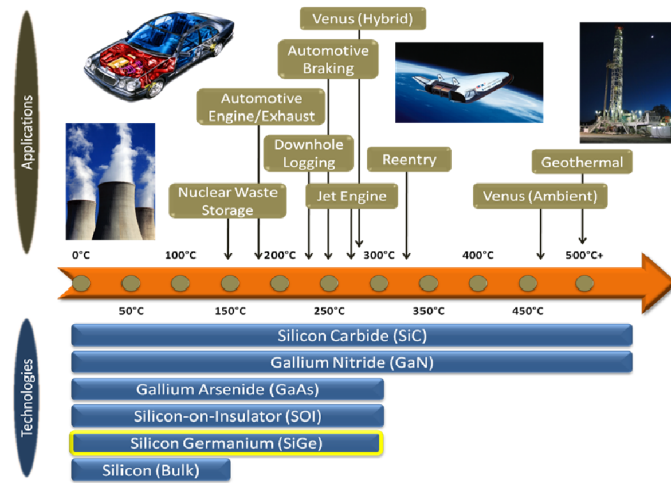 Applications
Venus (Hybrid)
Automotive
Braking
Automotive
Engine/Exhaust
Downhole
Logging
Reentry
Geothermal
Nuclear Waste
Storage
Jet Engine
Venus (Ambient)
0°C
100°C
200°C
300°C
400°C
500°C+
50°C
150°C
250°C
350°C
450°C
Technologies
Silicon Carbide (SiC)
Gallium Nitride (GaN)
Gallium Arsenide (GaAs)
Silicon-on-Insulator (SOI)
Silicon Germanium (SiGe)
Silicon (Bulk)